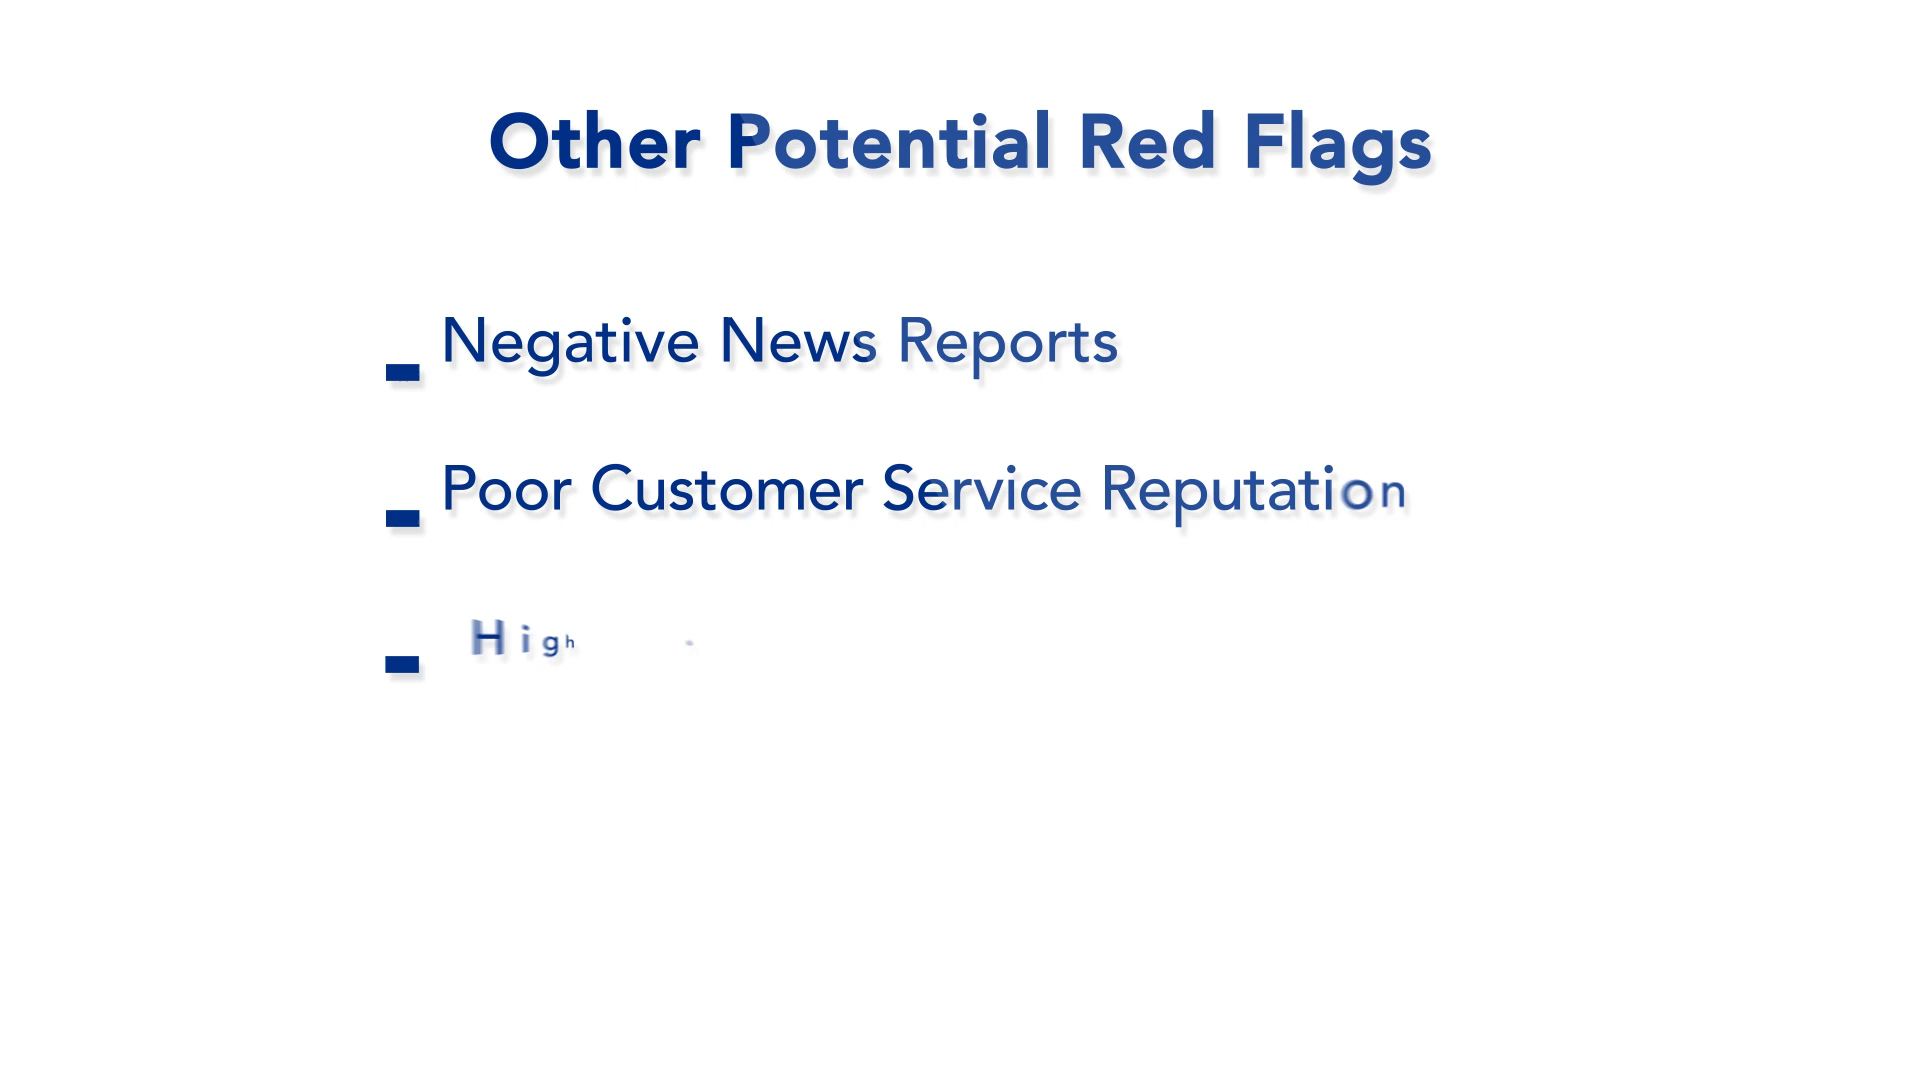 Other Potential Red Flags
- Negative News Reports
- Poor Customer Service Reputation
- High